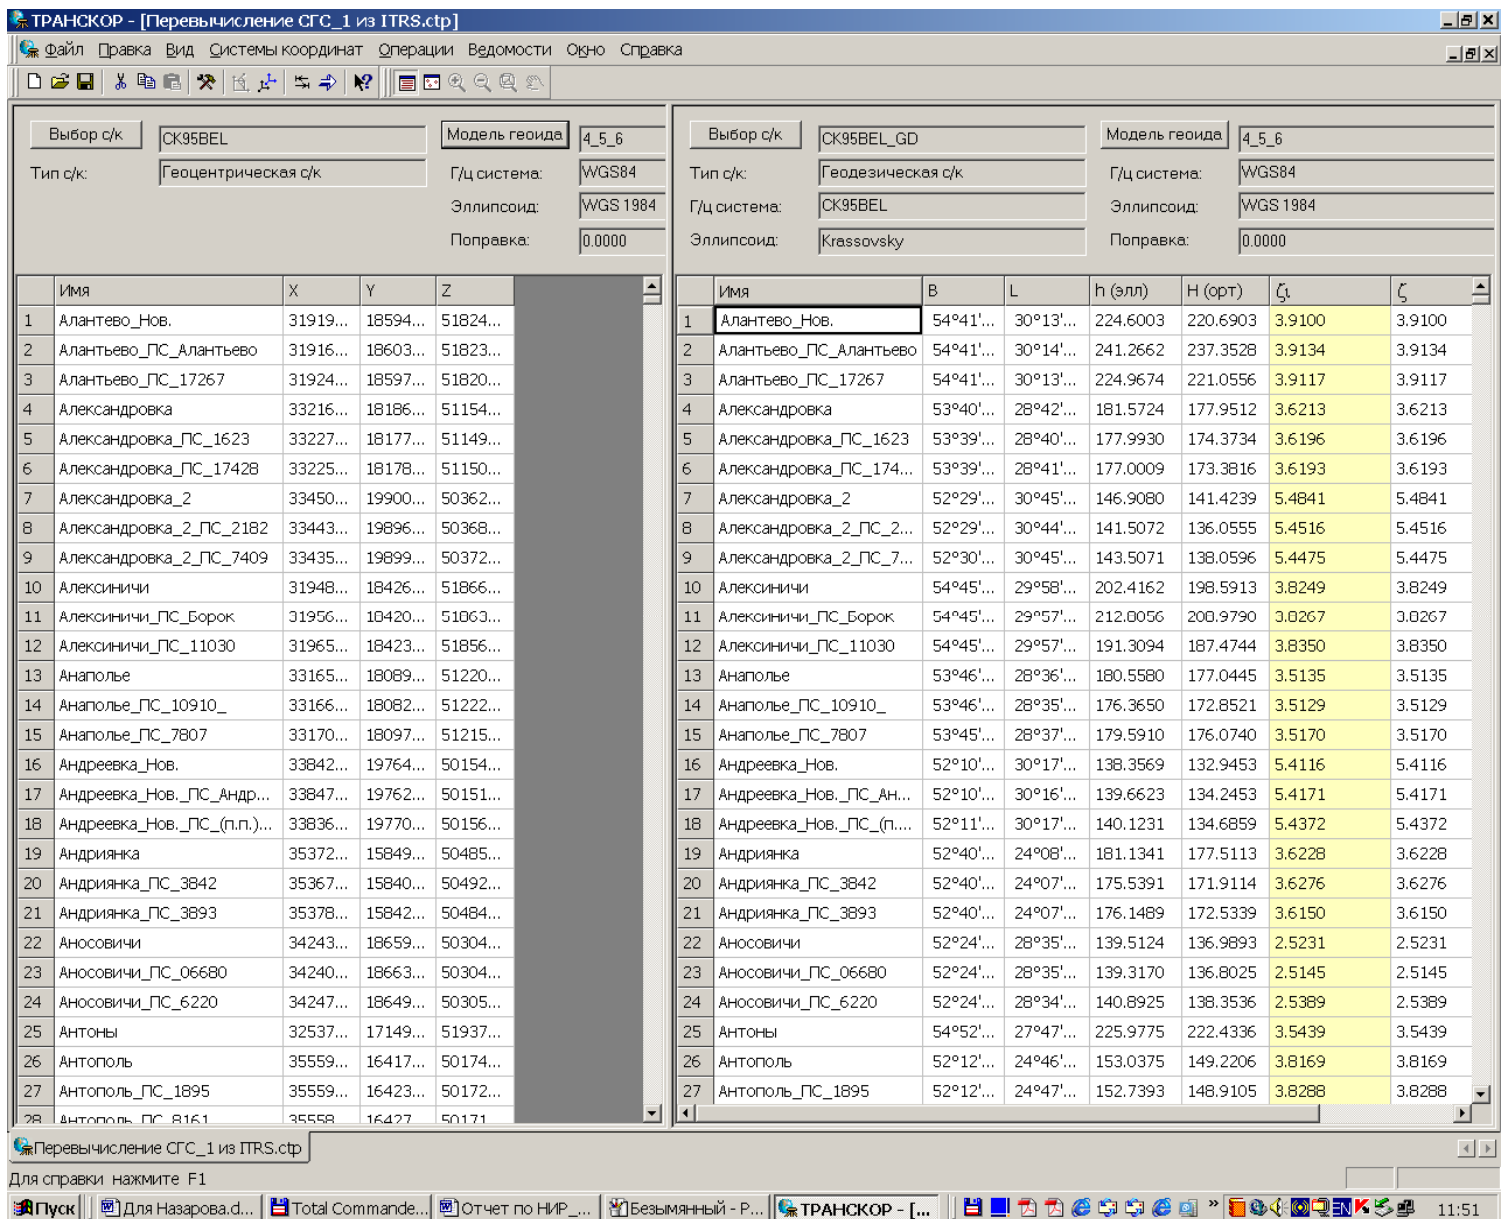 ТРАНСКОР - [Перевычисление СГС_1 из ITRS.ctp]
Файл Правка Вид Системы координат Операции Ведомости Окно Справка
Выбор с/к СК95BEL Модель геоида 4_5_6 Выбор с/к СК95BEL_GD Модель геоида 4_5_6
Тип с/к: Геоцентрическая с/к Г/ц система: WGS84 Тип с/к: Геодезическая с/к Г/ц система: WGS84
Эллипсоид: WGS 1984 Г/ц система: СК95BEL Эллипсоид: WGS 1984
Поправка: 0.0000 Эллипсоид: Krassovsky Поправка: 0.0000
Имя X Y Z Имя B L h (элл) H (орт) ζι ζ
1 Алантево_Нов. 31919... 18594... 51824... 1 Алантево_Нов. 54°41'... 30°13'... 224.6003 220.6903 3.9100 3.9100
2 Алантьево_ПС_Алантьево 31916... 18603... 51823... 2 Алантьево_ПС_Алантьево 54°41'... 30°14'... 241.2662 237.3528 3.9134 3.9134
3 Алантьево_ПС_17267 31924... 18597... 51820... 3 Алантьево_ПС_17267 54°41'... 30°13'... 224.9674 221.0556 3.9117 3.9117
4 Александровка 33216... 18186... 51154... 4 Александровка 53°40'... 28°42'... 181.5724 177.9512 3.6213 3.6213
5 Александровка_ПС_1623 33227... 18177... 51149... 5 Александровка_ПС_1623 53°39'... 28°40'... 177.9930 174.3734 3.6196 3.6196
6 Александровка_ПС_17428 33225... 18178... 51150... 6 Александровка_ПС_174... 53°39'... 28°41'... 177.0009 173.3816 3.6193 3.6193
7 Александровка_2 33450... 19900... 50362... 7 Александровка_2 52°29'... 30°45'... 146.9080 141.4239 5.4841 5.4841
8 Александровка_2_ПС_2182 33443... 19896... 50368... 8 Александровка_2_ПС_2... 52°29'... 30°44'... 141.5072 136.0555 5.4516 5.4516
9 Александровка_2_ПС_7409 33435... 19899... 50372... 9 Александровка_2_ПС_7... 52°30'... 30°45'... 143.5071 138.0596 5.4475 5.4475
10 Алексиничи 31948... 18426... 51866... 10 Алексиничи 54°45'... 29°58'... 202.4162 198.5913 3.8249 3.8249
11 Алексиничи_ПС_Борок 31956... 18420... 51863... 11 Алексиничи_ПС_Борок 54°45'... 29°57'... 212.8056 208.9790 3.8267 3.8267
12 Алексиничи_ПС_11030 31965... 18423... 51856... 12 Алексиничи_ПС_11030 54°45'... 29°57'... 191.3094 187.4744 3.8350 3.8350
13 Анаполье 33165... 18089... 51220... 13 Анаполье 53°46'... 28°36'... 180.5580 177.0445 3.5135 3.5135
14 Анаполье_ПС_10910_ 33166... 18082... 51222... 14 Анаполье_ПС_10910_ 53°46'... 28°35'... 176.3650 172.8521 3.5129 3.5129
15 Анаполье_ПС_7807 33170... 18097... 51215... 15 Анаполье_ПС_7807 53°45'... 28°37'... 179.5910 176.0740 3.5170 3.5170
16 Андреевка_Нов. 33842... 19764... 50154... 16 Андреевка_Нов. 52°10'... 30°17'... 138.3569 132.9453 5.4116 5.4116
17 Андреевка_Нов._ПС_Андр... 33847... 19762... 50151... 17 Андреевка_Нов._ПС_Ан... 52°10'... 30°16'... 139.6623 134.2453 5.4171 5.4171
18 Андреевка_Нов._ПС_(п.п.)... 33836... 19770... 50156... 18 Андреевка_Нов._ПС_(п.... 52°11'... 30°17'... 140.1231 134.6859 5.4372 5.4372
19 Андриянка 35372... 15849... 50485... 19 Андриянка 52°40'... 24°08'... 181.1341 177.5113 3.6228 3.6228
20 Андриянка_ПС_3842 35367... 15840... 50492... 20 Андриянка_ПС_3842 52°40'... 24°07'... 175.5391 171.9114 3.6276 3.6276
21 Андриянка_ПС_3893 35378... 15842... 50484... 21 Андриянка_ПС_3893 52°40'... 24°07'... 176.1489 172.5339 3.6150 3.6150
22 Аносовичи 34243... 18659... 50304... 22 Аносовичи 52°24'... 28°35'... 139.5124 136.9893 2.5231 2.5231
23 Аносовичи_ПС_06680 34240... 18663... 50304... 23 Аносовичи_ПС_06680 52°24'... 28°35'... 139.3170 136.8025 2.5145 2.5145
24 Аносовичи_ПС_6220 34247... 18649... 50305... 24 Аносовичи_ПС_6220 52°24'... 28°34'... 140.8925 138.3536 2.5389 2.5389
25 Антоны 32537... 17149... 51937... 25 Антоны 54°52'... 27°47'... 225.9775 222.4336 3.5439 3.5439
26 Антополь 35559... 16417... 50174... 26 Антополь 52°12'... 24°46'... 153.0375 149.2206 3.8169 3.8169
27 Антополь_ПС_1895 35559... 16423... 50172... 27 Антополь_ПС_1895 52°12'... 24°47'... 152.7393 148.9105 3.8288 3.8288
28 Антополь_ПС_8161 35558 16427 50171
Перевычисление СГС_1 из ITRS.ctp
Для справки нажмите F1
Пуск Для Назарова.d... Total Commande... Отчет по НИР_... Безымянный - P... ТРАНСКОР - [... » EN 11:51